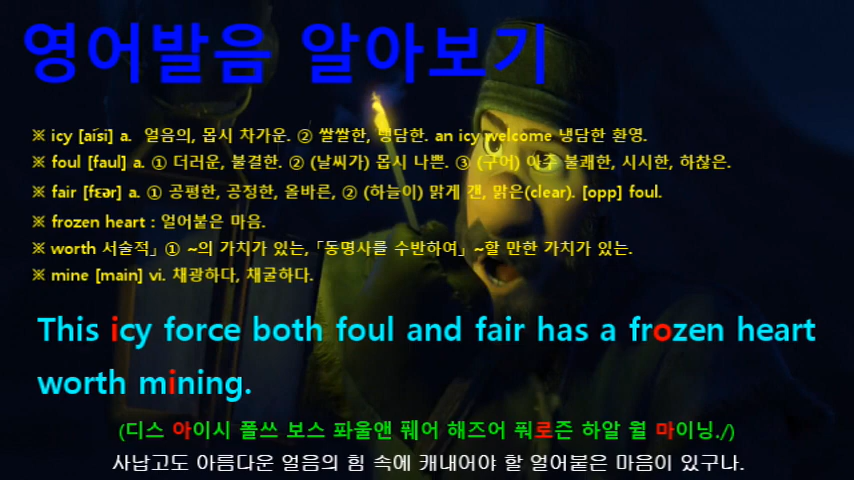 영어발음 알아보기
※ icy [aísi] a. 얼음의, 몹시 차가운. ② 쌀쌀한, 냉담한. an icy welcome 냉담한 환영.
※ foul [faul] a. ① 더러운, 불결한. ② (날씨가) 몹시 나쁜. ③ (구어) 아주 불쾌한, 시시한, 하찮은.
※ fair [fɛər] a. ① 공평한, 공정한, 올바른, ② (하늘이) 맑게 갠, 맑은(clear). [opp] foul.
※ frozen heart : 얼어붙은 마음.
※ worth 서술적」 ① ~의 가치가 있는, 「동명사를 수반하여」 ~할 만한 가치가 있는.
※ mine [main] vi. 채광하다, 채굴하다.
This icy force both foul and fair has a frozen heart
worth mining.
(디스 아이시 폴쓰 보스 퐈울앤 풰어 해즈어 풔로즌 하알 월 마이닝./)
사납고도 아름다운 얼음의 힘 속에 캐내어야 할 얼어붙은 마음이 있구나.